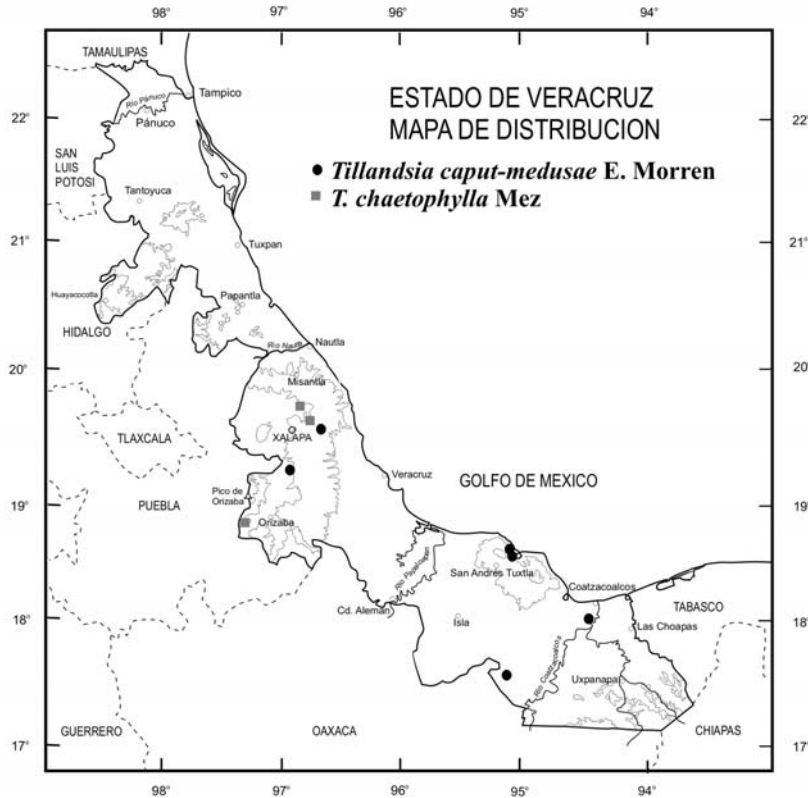 98° 97° 96° 95° 94°
TAMAULIPAS
Tampico
Río Pánuco
Pánuco
ESTADO DE VERACRUZ
MAPA DE DISTRIBUCION
22° 22°
SAN
LUIS
POTOSI
Tillandsia caput-medusae E. Morren
T. chaetophylla Mez
Tantoyuca
21° 21°
Tuxpan
Huayacocotla
Papantla
HIDALGO
Río Nautla
Nautla
20° 20°
Misantla
TLAXCALA
XALAPA
Veracruz
GOLFO DE MEXICO
PUEBLA
Pico de
Orizaba
19° 19°
Orizaba
Río Papaloapan
San Andrés Tuxtla
Coatzacoalcos
TABASCO
Cd. Alemán
18° 18°
Isla
Las Choapas
Río Coatzacoalcos
Uxpanapa
GUERRERO
OAXACA
CHIAPAS
17° 17°
98° 97° 96° 95° 94°